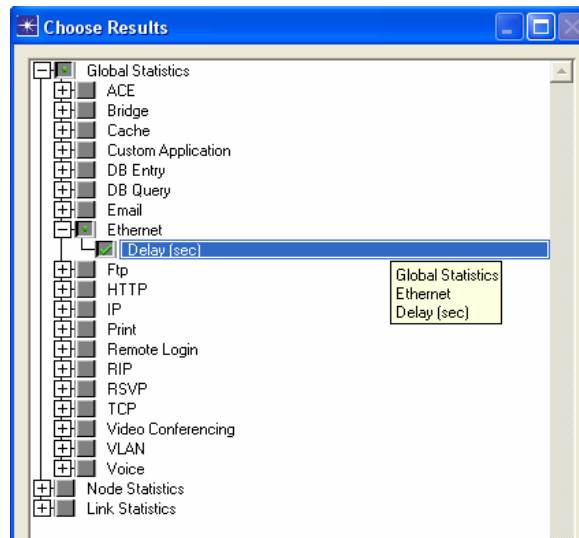 Choose Results
Global Statistics
ACE
Bridge
Cache
Custom Application
DB Entry
DB Query
Email
Ethernet
Delay (sec)
Ftp
HTTP
IP
Print
Remote Login
RIP
RSVP
TCP
Video Conferencing
VLAN
Voice
Node Statistics
Link Statistics
Global Statistics
Ethernet
Delay (sec)